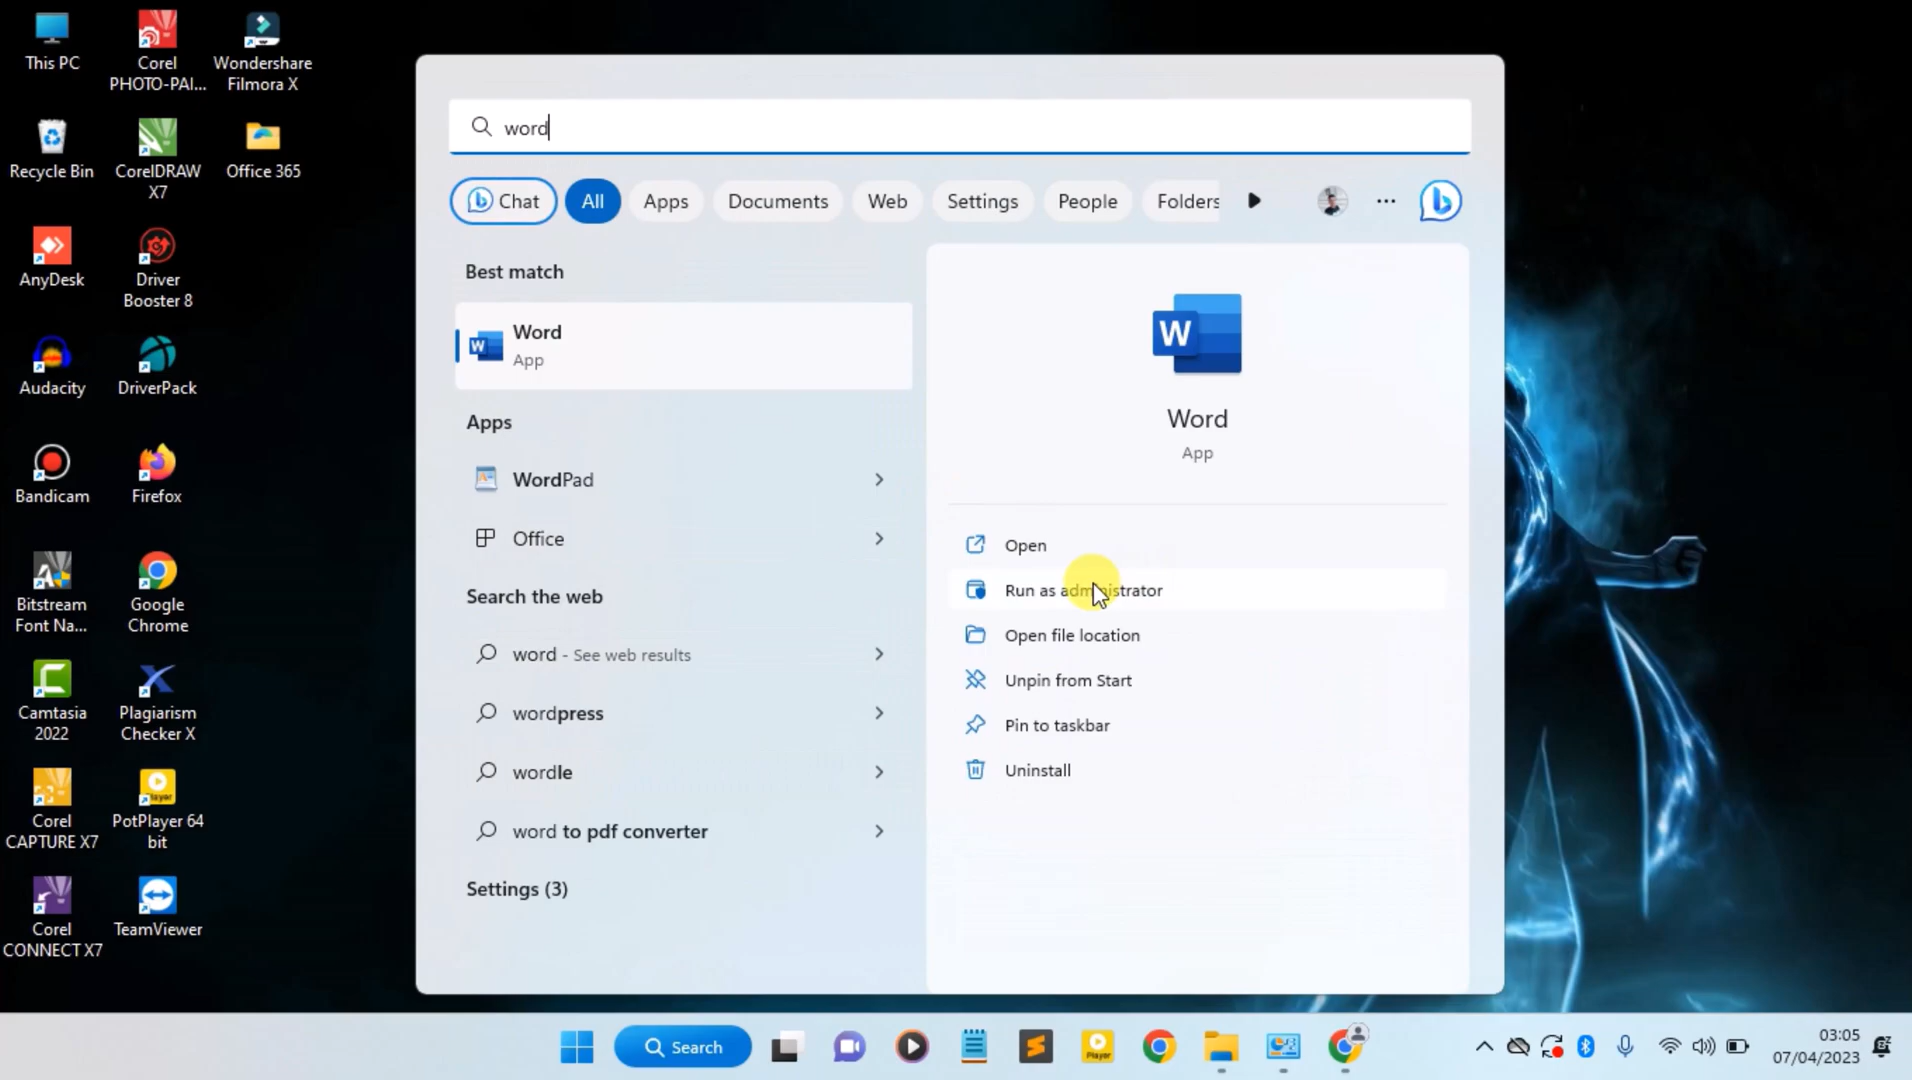 This PC
Corel
PHOTO-PAI...
Wondershare
Filmora X
Recycle Bin
CorelDRAW
X7
Office 365
AnyDesk
Driver
Booster 8
Audacity
DriverPack
Bandicam
Firefox
Bitstream
Font Na...
Google
Chrome
Camtasia
2022
Plagiarism
Checker X
Corel
CAPTURE X7
PotPlayer 64
bit
Corel
CONNECT X7
TeamViewer
word
Chat
All
Apps
Documents
Web
Settings
People
Folders
Best match
Word
App
Apps
WordPad
Office
Search the web
word - See web results
wordpress
wordle
word to pdf converter
Settings (3)
W
Word
App
Open
Run as administrator
Open file location
Unpin from Start
Pin to taskbar
Uninstall
Search
Player
03:05
07/04/2023